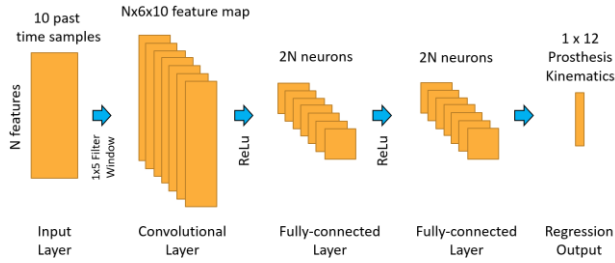 10 past
time samples
N features
1x5 Filter
Window
Nx6x10 feature map
ReLu
2N neurons
ReLu
2N neurons
1 x 12
Prosthesis
Kinematics
Input
Layer
Convolutional
Layer
Fully-connected
Layer
Fully-connected
Layer
Regression
Output